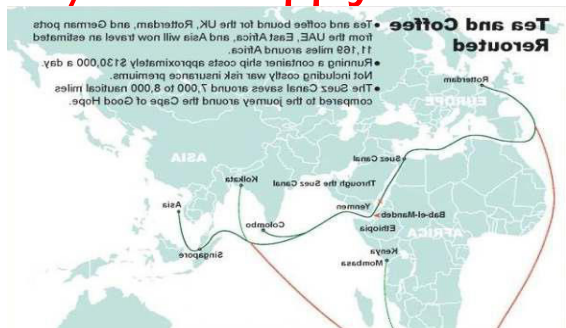 Tea and Coffee
Rerouted
• Tea and coffee bound for the UK, Rotterdam, and German ports
from the UAE, East Africa, and Asia will now travel an estimated
11,169 miles around Africa.
• Running a container ship costs approximately $130,000 a day.
Not including costly war risk insurance premiums.
• The Suez Canal saves around 7,000 to 8,000 nautical miles
compared to the journey around the Cape of Good Hope.
Rotterdam
EUROPE
ASIA
Suez Canal
Through the Suez Canal
Kolkata
Asia
Yenmen
Bab-el-Mandeb
Colombo
Ethiopia
AFRICA
Singapore
Kenya
Mombasa